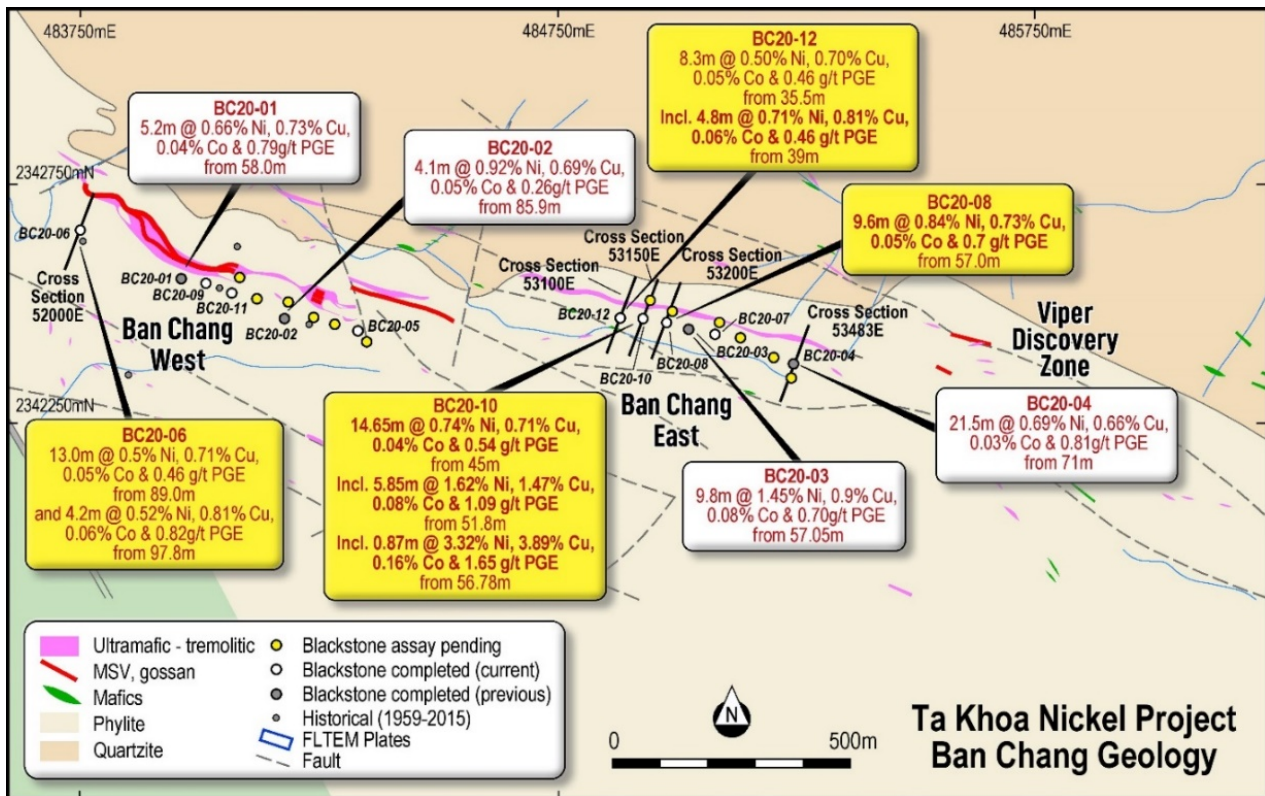 483750mE
484750mE
485750mE
2342750mN
2342250mN
BC20-01
5.2m @ 0.66% Ni, 0.73% Cu,
0.04% Co & 0.79g/t PGE
from 58.0m
BC20-02
4.1m @ 0.92% Ni, 0.69% Cu,
0.05% Co & 0.26g/t PGE
from 85.9m
BC20-12
8.3m @ 0.50% Ni, 0.70% Cu,
0.05% Co & 0.46 g/t PGE
from 35.5m
Incl. 4.8m @ 0.71% Ni, 0.81% Cu,
0.06% Co & 0.46 g/t PGE
from 39m
BC20-08
9.6m @ 0.84% Ni, 0.73% Cu,
0.05% Co & 0.7 g/t PGE
from 57.0m
BC20-06
Cross
Section
52000E
BC20-01
BC20-09
BC20-11
BC20-02
BC20-05
Ban Chang
West
Cross Section
53100E
Cross Section
53150E
Cross Section
53200E
Cross Section
53483E
BC20-12
BC20-10
BC20-08
BC20-07
BC20-03
BC20-04
Ban Chang
East
Viper
Discovery
Zone
BC20-06
13.0m @ 0.5% Ni, 0.71% Cu,
0.05% Co & 0.46 g/t PGE
from 89.0m
and 4.2m @ 0.52% Ni, 0.81% Cu,
0.06% Co & 0.82g/t PGE
from 97.8m
BC20-10
14.65m @ 0.74% Ni, 0.71% Cu,
0.04% Co & 0.54 g/t PGE
from 45m
Incl. 5.85m @ 1.62% Ni, 1.47% Cu,
0.08% Co & 1.09 g/t PGE
from 51.8m
Incl. 0.87m @ 3.32% Ni, 3.89% Cu,
0.16% Co & 1.65 g/t PGE
from 56.78m
BC20-03
9.8m @ 1.45% Ni, 0.9% Cu,
0.08% Co & 0.70g/t PGE
from 57.05m
BC20-04
21.5m @ 0.69% Ni, 0.66% Cu,
0.03% Co & 0.81g/t PGE
from 71m
Ultramafic - tremolitic
MSV, gossan
Mafics
Phylite
Quartzite
Blackstone assay pending
Blackstone completed (current)
Blackstone completed (previous)
Historical (1959-2015)
FLTEM Plates
Fault
N
0
500m
Ta Khoa Nickel Project
Ban Chang Geology